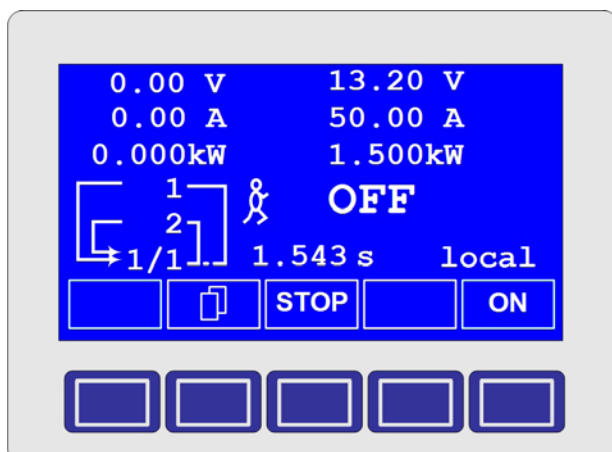 0.00 V 13.20 V
0.00 A 50.00 A
0.000kW 1.500kW
1 OFF
2
1/1 1.543 s local
STOP ON